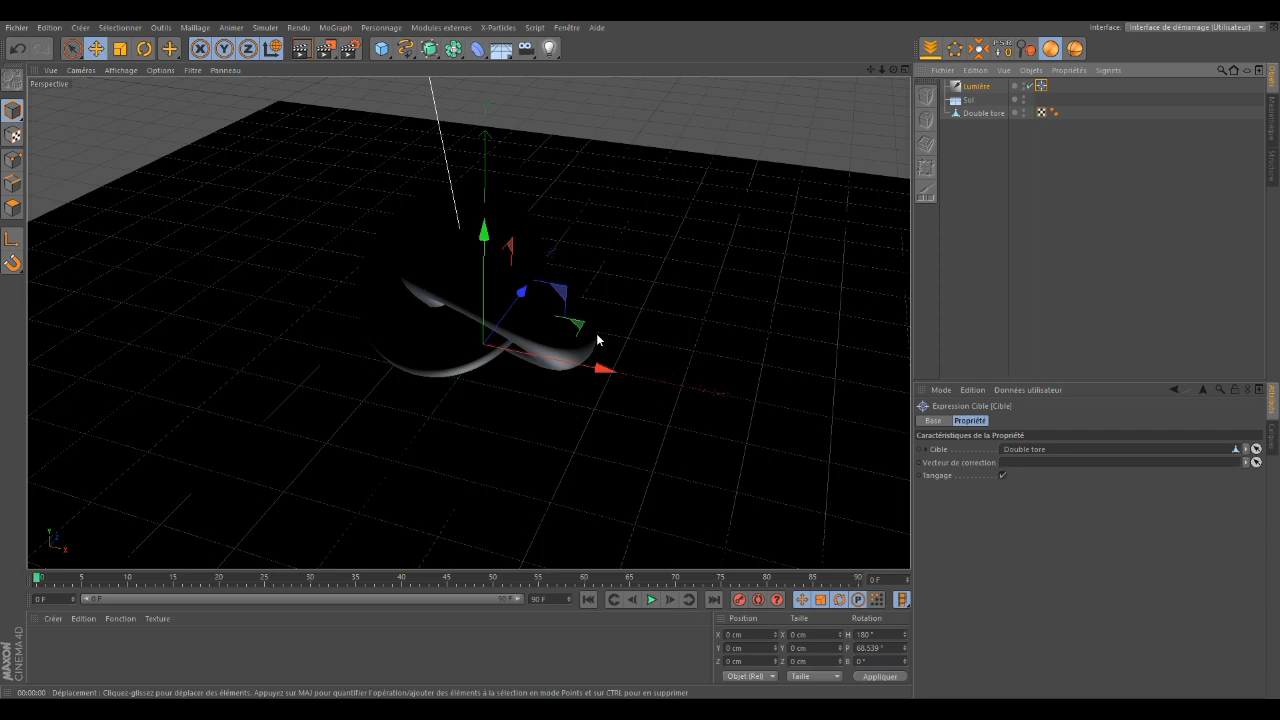 Fichier Edition Créer Sélectionner Outils Maillage Animer Simuler Rendu MoGraph Personnage Modules externes X-Particles Script Fenêtre Aide Interface: Interface de démarrage (Utilisateur)
X Y Z PSR 0
Vue Caméras Affichage Options Filtre Panneau
Fichier Edition Vue Objets Propriétés Signets
Perspective
Lumière
Sol
Double tore
Objets
Structure
Mode Edition Données utilisateur
Expression Cible [Cible]
Base Propriété
Caractéristiques de la Propriété
Cible Double tore
Vecteur de correction
Tangage
Y
Z
X
0 5 10 15 20 25 30 35 40 45 50 55 60 65 70 75 80 85 90 0 F
0 F 0 F 90 F 90 F P
Créer Edition Fonction Texture
Position Taille Rotation
X 0 cm X 0 cm H 180 °
Y 0 cm Y 0 cm P 68.539 °
Z 0 cm Z 0 cm B 0 °
Objet (Rel) Taille Appliquer
MAXON
CINEMA 4D
00:00:00 Déplacement : Cliquez-glissez pour déplacer des éléments. Appuyez sur MAJ pour quantifier l'opération/ajouter des éléments à la sélection en mode Points et sur CTRL pour en supprimer